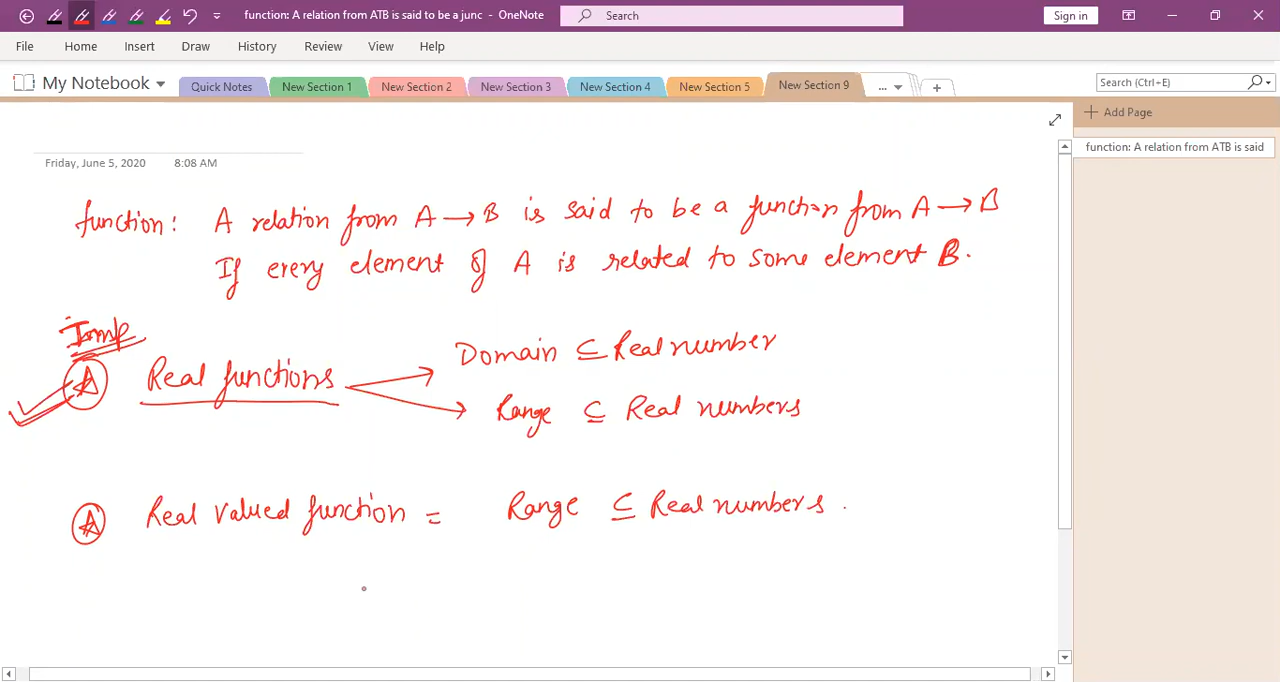 function: A relation from ATB is said to be a junc - OneNote
Search
Sign in
File Home Insert Draw History Review View Help
My Notebook Quick Notes New Section 1 New Section 2 New Section 3 New Section 4 New Section 5 New Section 9 ... + Search (Ctrl+E)
+ Add Page
function: A relation from ATB is said
Friday, June 5, 2020 8:08 AM
function: A relation from A → B is said to be a function from A → B
If every element of A is related to some element B.
Imp
Real functions
Domain ⊆ Real number
Range ⊆ Real numbers
Real valued function = Range ⊆ Real numbers.